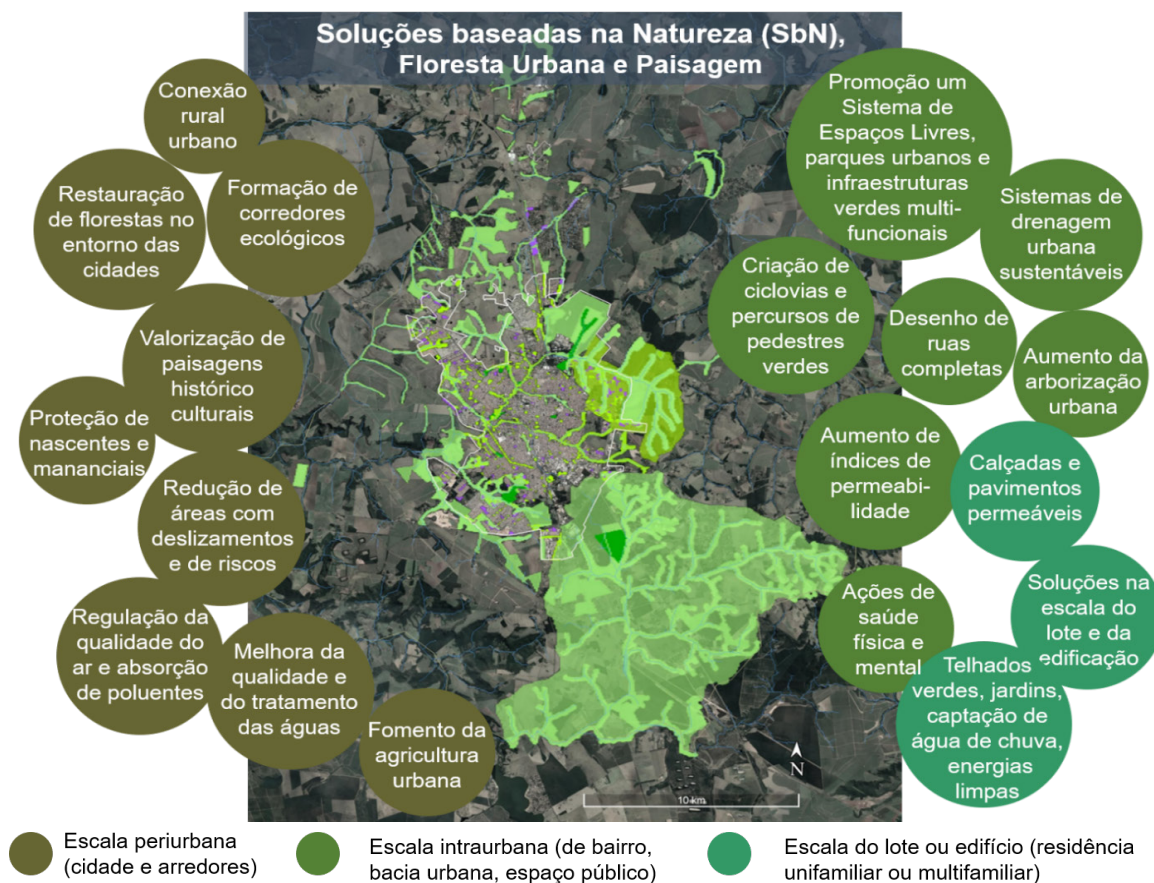 Soluções baseadas na Natureza (SbN),
Floresta Urbana e Paisagem
Conexão
rural
urbano
Restauração
de florestas no
entorno das
cidades
Formação de
corredores
ecológicos
Valorização de
paisagens
histórico
culturais
Proteção de
nascentes e
mananciais
Redução de
áreas com
deslizamentos
e de riscos
Regulação da
qualidade do
ar e absorção
de poluentes
Melhora da
qualidade e
do tratamento
das águas
Fomento da
agricultura
urbana
Promoção um
Sistema de
Espaços Livres,
parques urbanos e
infraestruturas
verdes multi-
funcionais
Sistemas de
drenagem
urbana
sustentáveis
Criação de
ciclovias e
percursos de
pedestres
verdes
Desenho de
ruas
completas
Aumento da
arborização
urbana
Aumento de
índices de
permeabi-
lidade
Calçadas e
pavimentos
permeáveis
Ações de
saúde
física e
mental
Soluções na
escala do
lote e da
edificação
Telhados
verdes, jardins,
captação de
água de chuva,
energias
limpas
N
10 km
Escala periurbana
(cidade e arredores)
Escala intraurbana (de bairro,
bacia urbana, espaço público)
Escala do lote ou edifício (residência
unifamiliar ou multifamiliar)